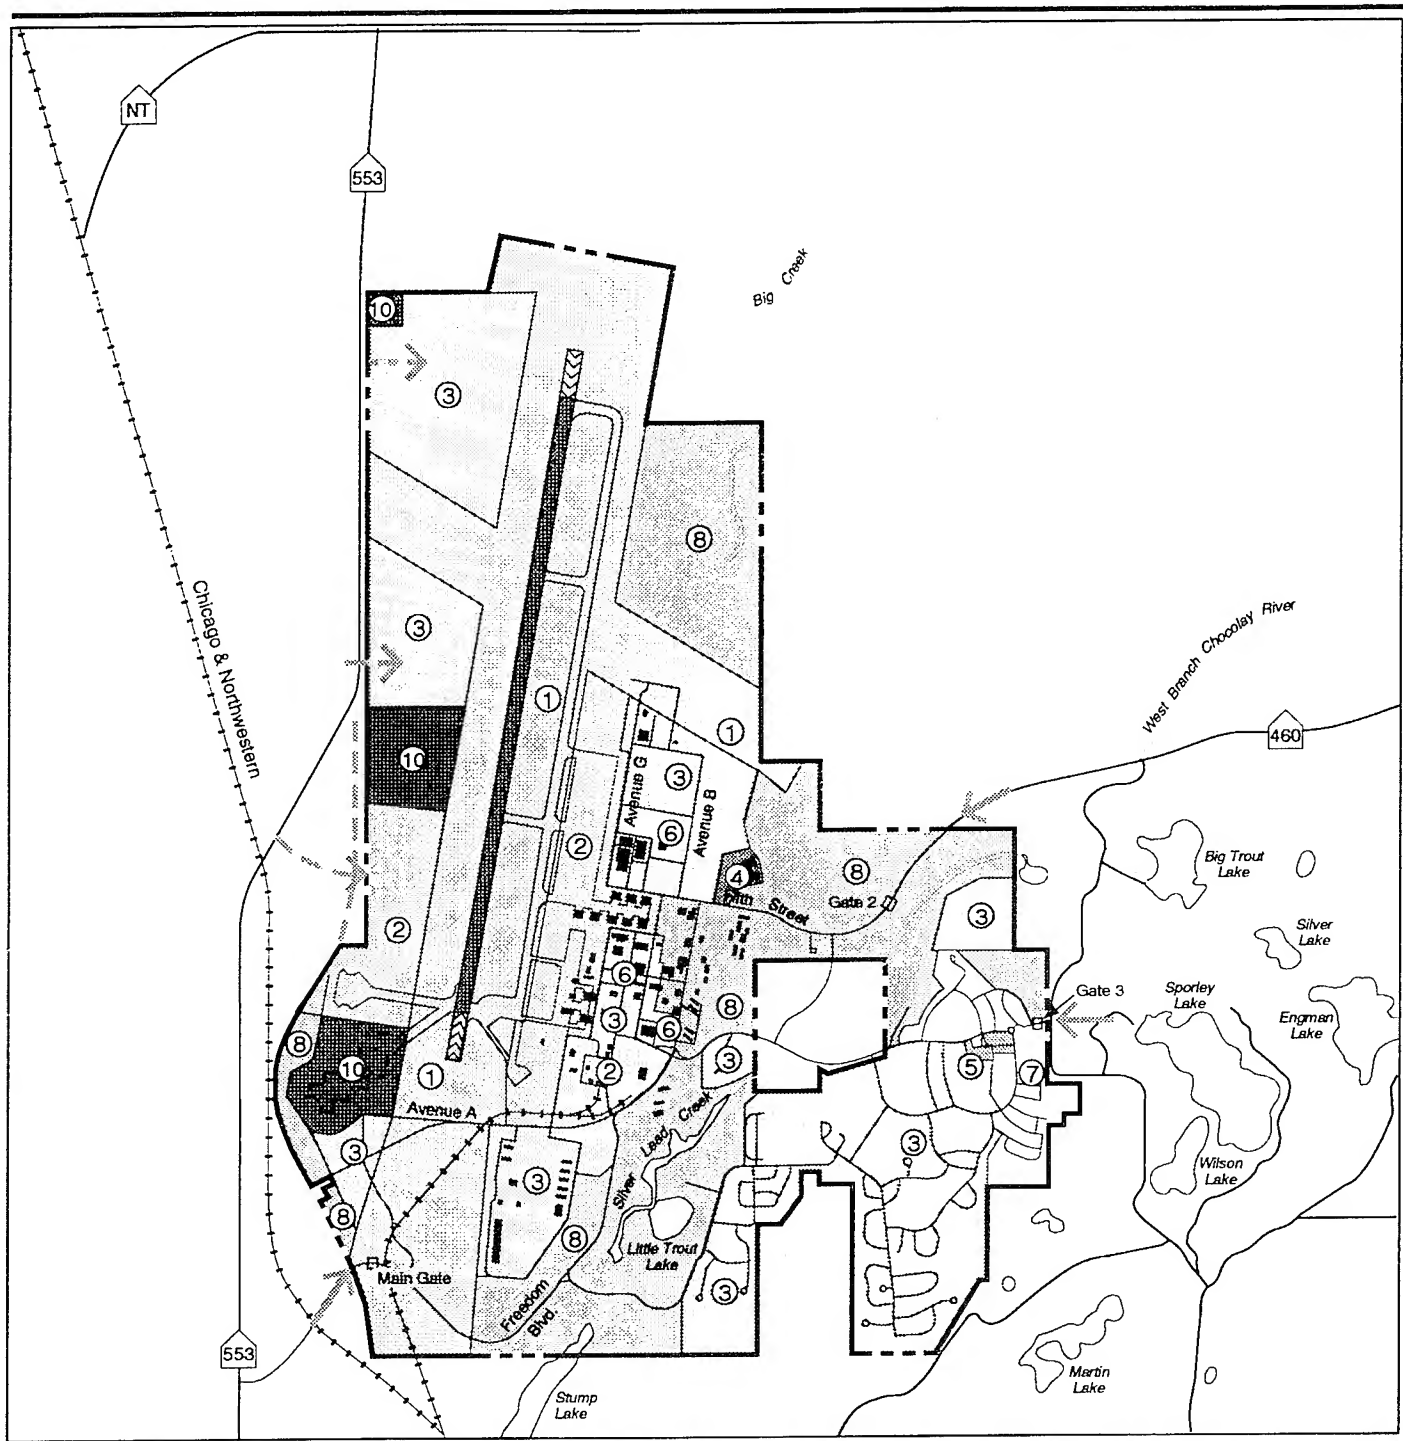 NT
553
Big Creek
10
3
8
Chicago & Northwestern
3
West Branch Chocolay River
1
1
460
10
3
Avenue G
Avenue B
6
2
4
8
Big Trout
Lake
Fifth Street
Gate 2
3
2
Silver
Lake
6
Gate 3
Sporley
Lake
8
3
6
Engman
Lake
8
10
1
2
3
5
7
Avenue A
Silver Lead Creek
3
3
3
Wilson
Lake
8
8
Little Trout
Lake
Main Gate
3
Freedom
Blvd.
553
Martin
Lake
Stump
Lake